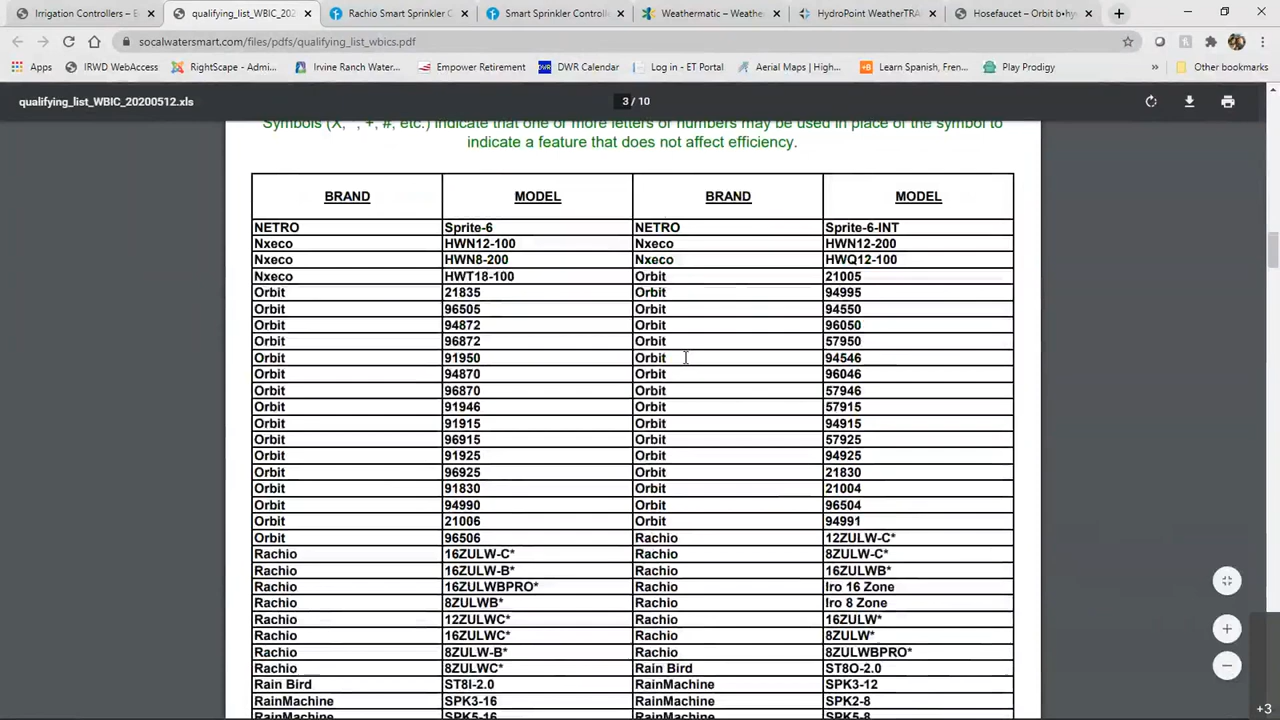 Irrigation Controllers – E
qualifying_list_WBIC_202
Rachio Smart Sprinkler C
Smart Sprinkler Controll
Weathermatic – Weathe
HydroPoint WeatherTRA
Hosefaucet – Orbit b•hy
socalwatersmart.com/files/pdfs/qualifying_list_wbics.pdf
Apps
IRWD WebAccess
RightScape - Admi...
Irvine Ranch Water...
Empower Retirement
DWR Calendar
Log in - ET Portal
Aerial Maps | High...
Learn Spanish, Fren...
Play Prodigy
»
Other bookmarks
qualifying_list_WBIC_20200512.xls
3 / 10
Symbols (X, +, #, etc.) indicate that one or more letters or numbers may be used in place of the symbol to
indicate a feature that does not affect efficiency.
BRAND MODEL BRAND MODEL
NETRO Sprite-6 NETRO Sprite-6-INT
Nxeco HWN12-100 Nxeco HWN12-200
Nxeco HWN8-200 Nxeco HWQ12-100
Nxeco HWT18-100 Orbit 21005
Orbit 21835 Orbit 94995
Orbit 96505 Orbit 94550
Orbit 94872 Orbit 96050
Orbit 96872 Orbit 57950
Orbit 91950 Orbit 94546
Orbit 94870 Orbit 96046
Orbit 96870 Orbit 57946
Orbit 91946 Orbit 57915
Orbit 91915 Orbit 94915
Orbit 96915 Orbit 57925
Orbit 91925 Orbit 94925
Orbit 96925 Orbit 21830
Orbit 91830 Orbit 21004
Orbit 94990 Orbit 96504
Orbit 21006 Orbit 94991
Orbit 96506 Rachio 12ZULW-C*
Rachio 16ZULW-C* Rachio 8ZULW-C*
Rachio 16ZULW-B* Rachio 16ZULWB*
Rachio 16ZULWBPRO* Rachio Iro 16 Zone
Rachio 8ZULWB* Rachio Iro 8 Zone
Rachio 12ZULWC* Rachio 16ZULW*
Rachio 16ZULWC* Rachio 8ZULW*
Rachio 8ZULW-B* Rachio 8ZULWBPRO*
Rachio 8ZULWC* Rain Bird ST8O-2.0
Rain Bird ST8I-2.0 RainMachine SPK3-12
RainMachine SPK3-16 RainMachine SPK2-8
RainMachine SPK5-16 RainMachine SPK5-8
+3